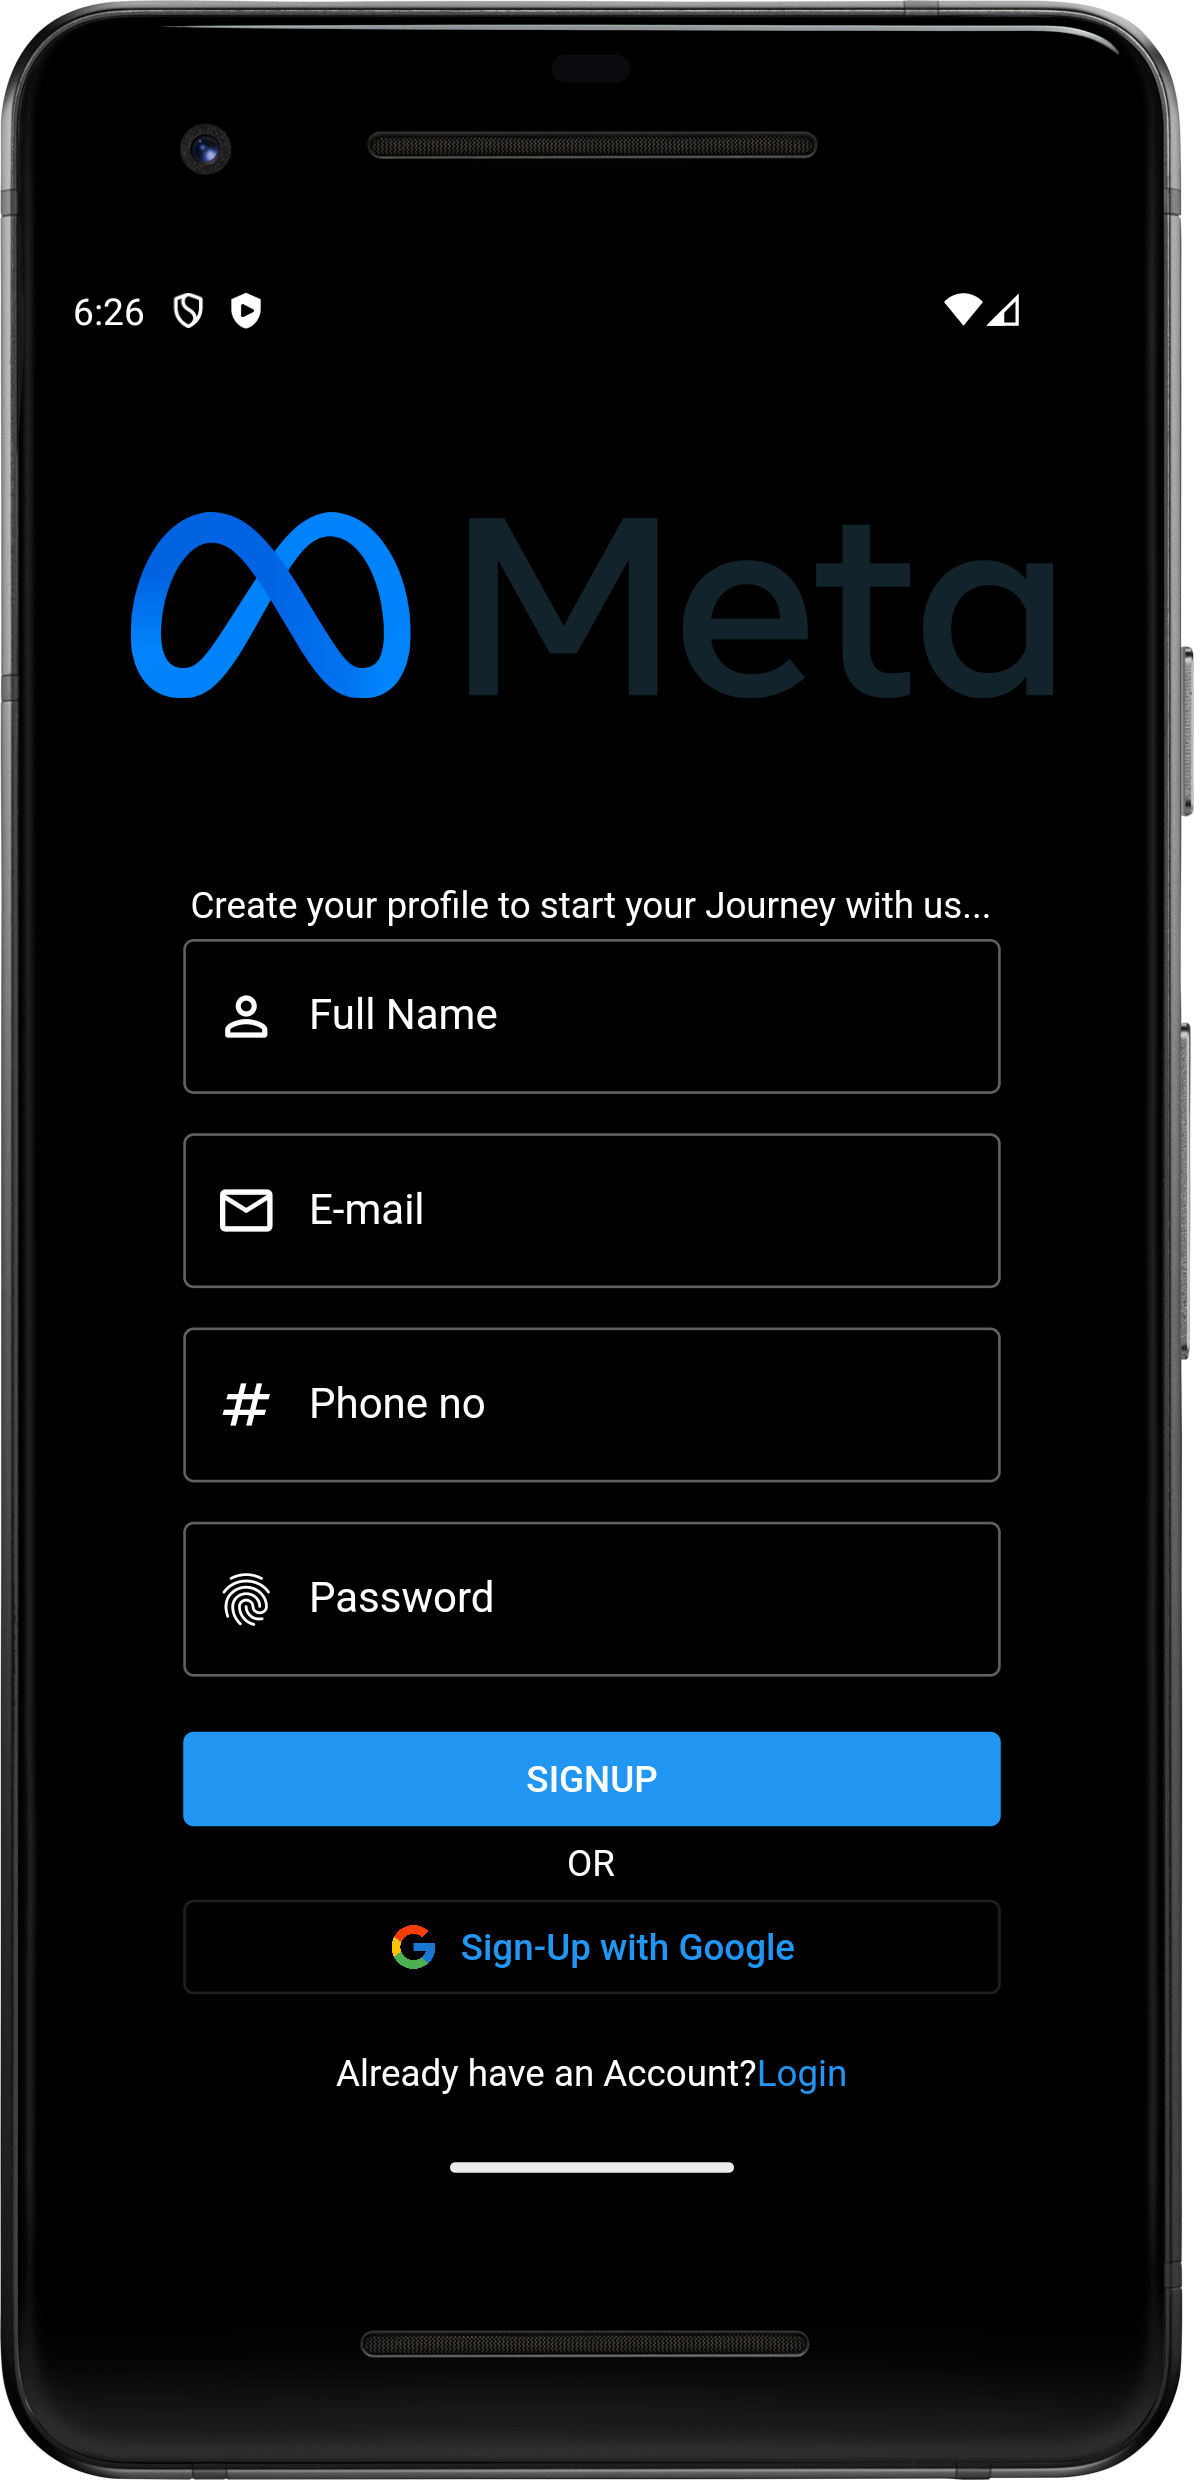 6:26
Meta
Create your profile to start your Journey with us...
Full Name
E-mail
# Phone no
Password
SIGNUP
OR
Sign-Up with Google
Already have an Account?Login